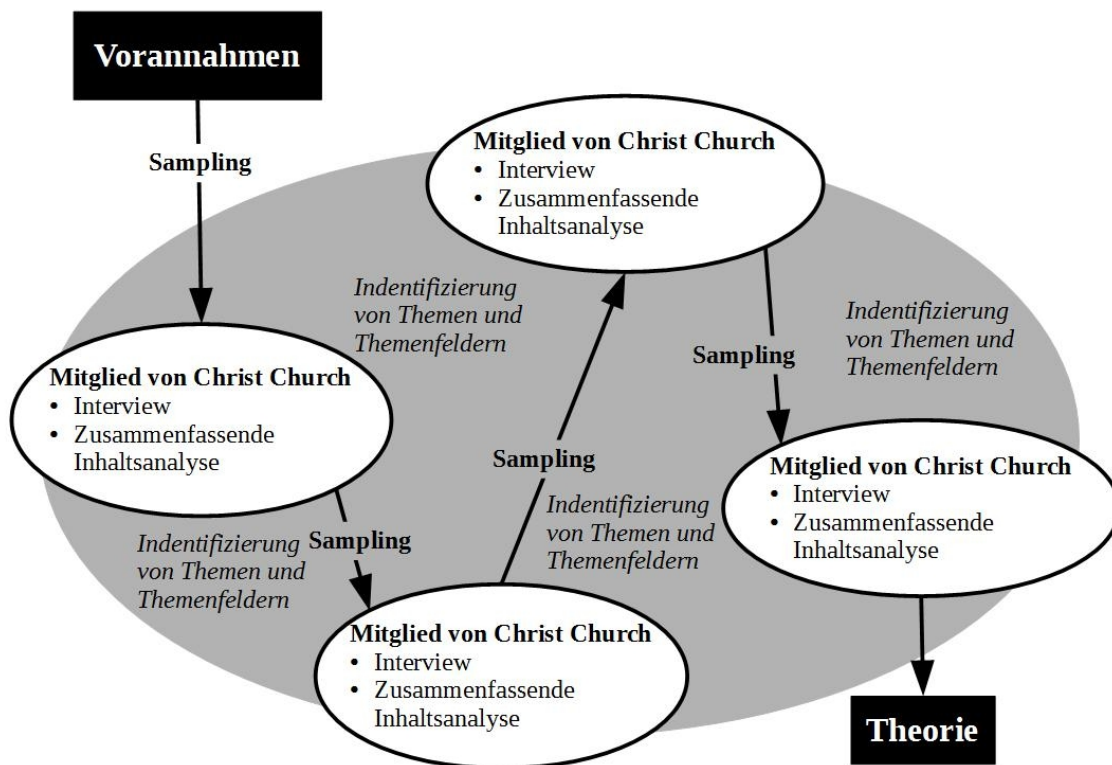 Vorannahmen
Sampling
Mitglied von Christ Church
• Interview
• Zusammenfassende
Inhaltsanalyse
Indentifizierung
von Themen und
Themenfeldern
Sampling
Mitglied von Christ Church
• Interview
• Zusammenfassende
Inhaltsanalyse
Indentifizierung
von Themen und
Themenfeldern
Sampling
Mitglied von Christ Church
• Interview
• Zusammenfassende
Inhaltsanalyse
Indentifizierung
von Themen und
Themenfeldern
Sampling
Indentifizierung
von Themen und
Themenfeldern
Mitglied von Christ Church
• Interview
• Zusammenfassende
Inhaltsanalyse
Theorie